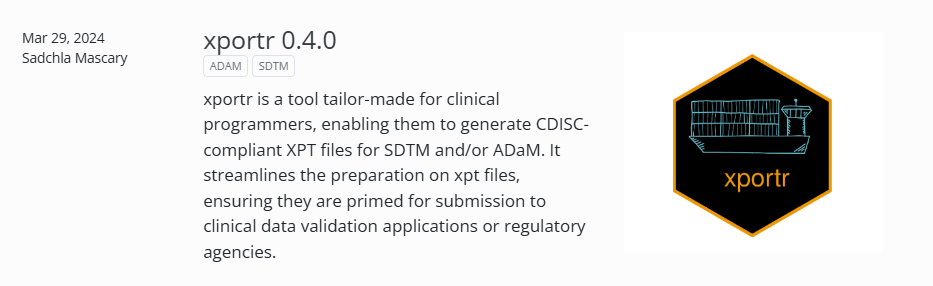 Mar 29, 2024
Sadchla Mascary
xportr 0.4.0
ADAM SDTM
xportr is a tool tailor-made for clinical
programmers, enabling them to generate CDISC-
compliant XPT files for SDTM and/or ADaM. It
streamlines the preparation on xpt files,
ensuring they are primed for submission to
clinical data validation applications or regulatory
agencies.
xportr